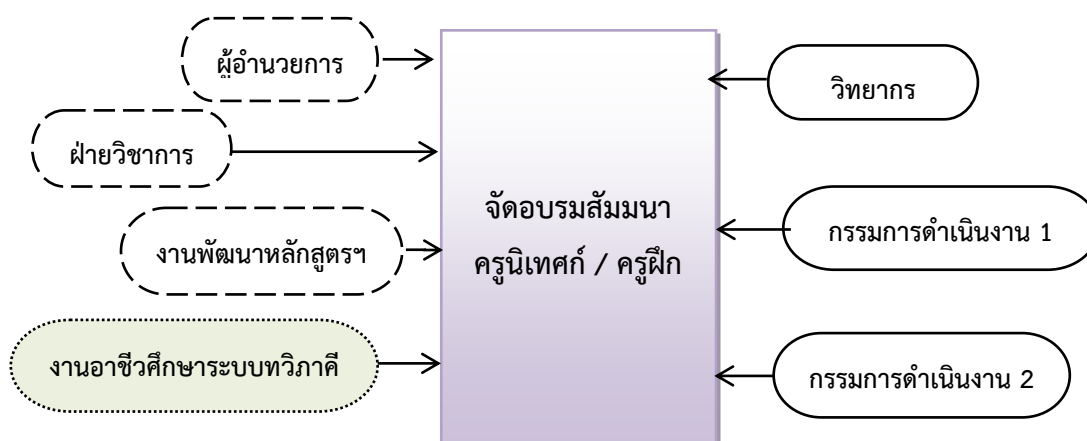 ผู้อำนวยการ
วิทยากร
ฝ่ายวิชาการ
จัดอบรมสัมมนา
ครูนิเทศก์ / ครูฝึก
กรรมการดำเนินงาน 1
งานพัฒนาหลักสูตรฯ
งานอาชีวศึกษาระบบทวิภาคี
กรรมการดำเนินงาน 2